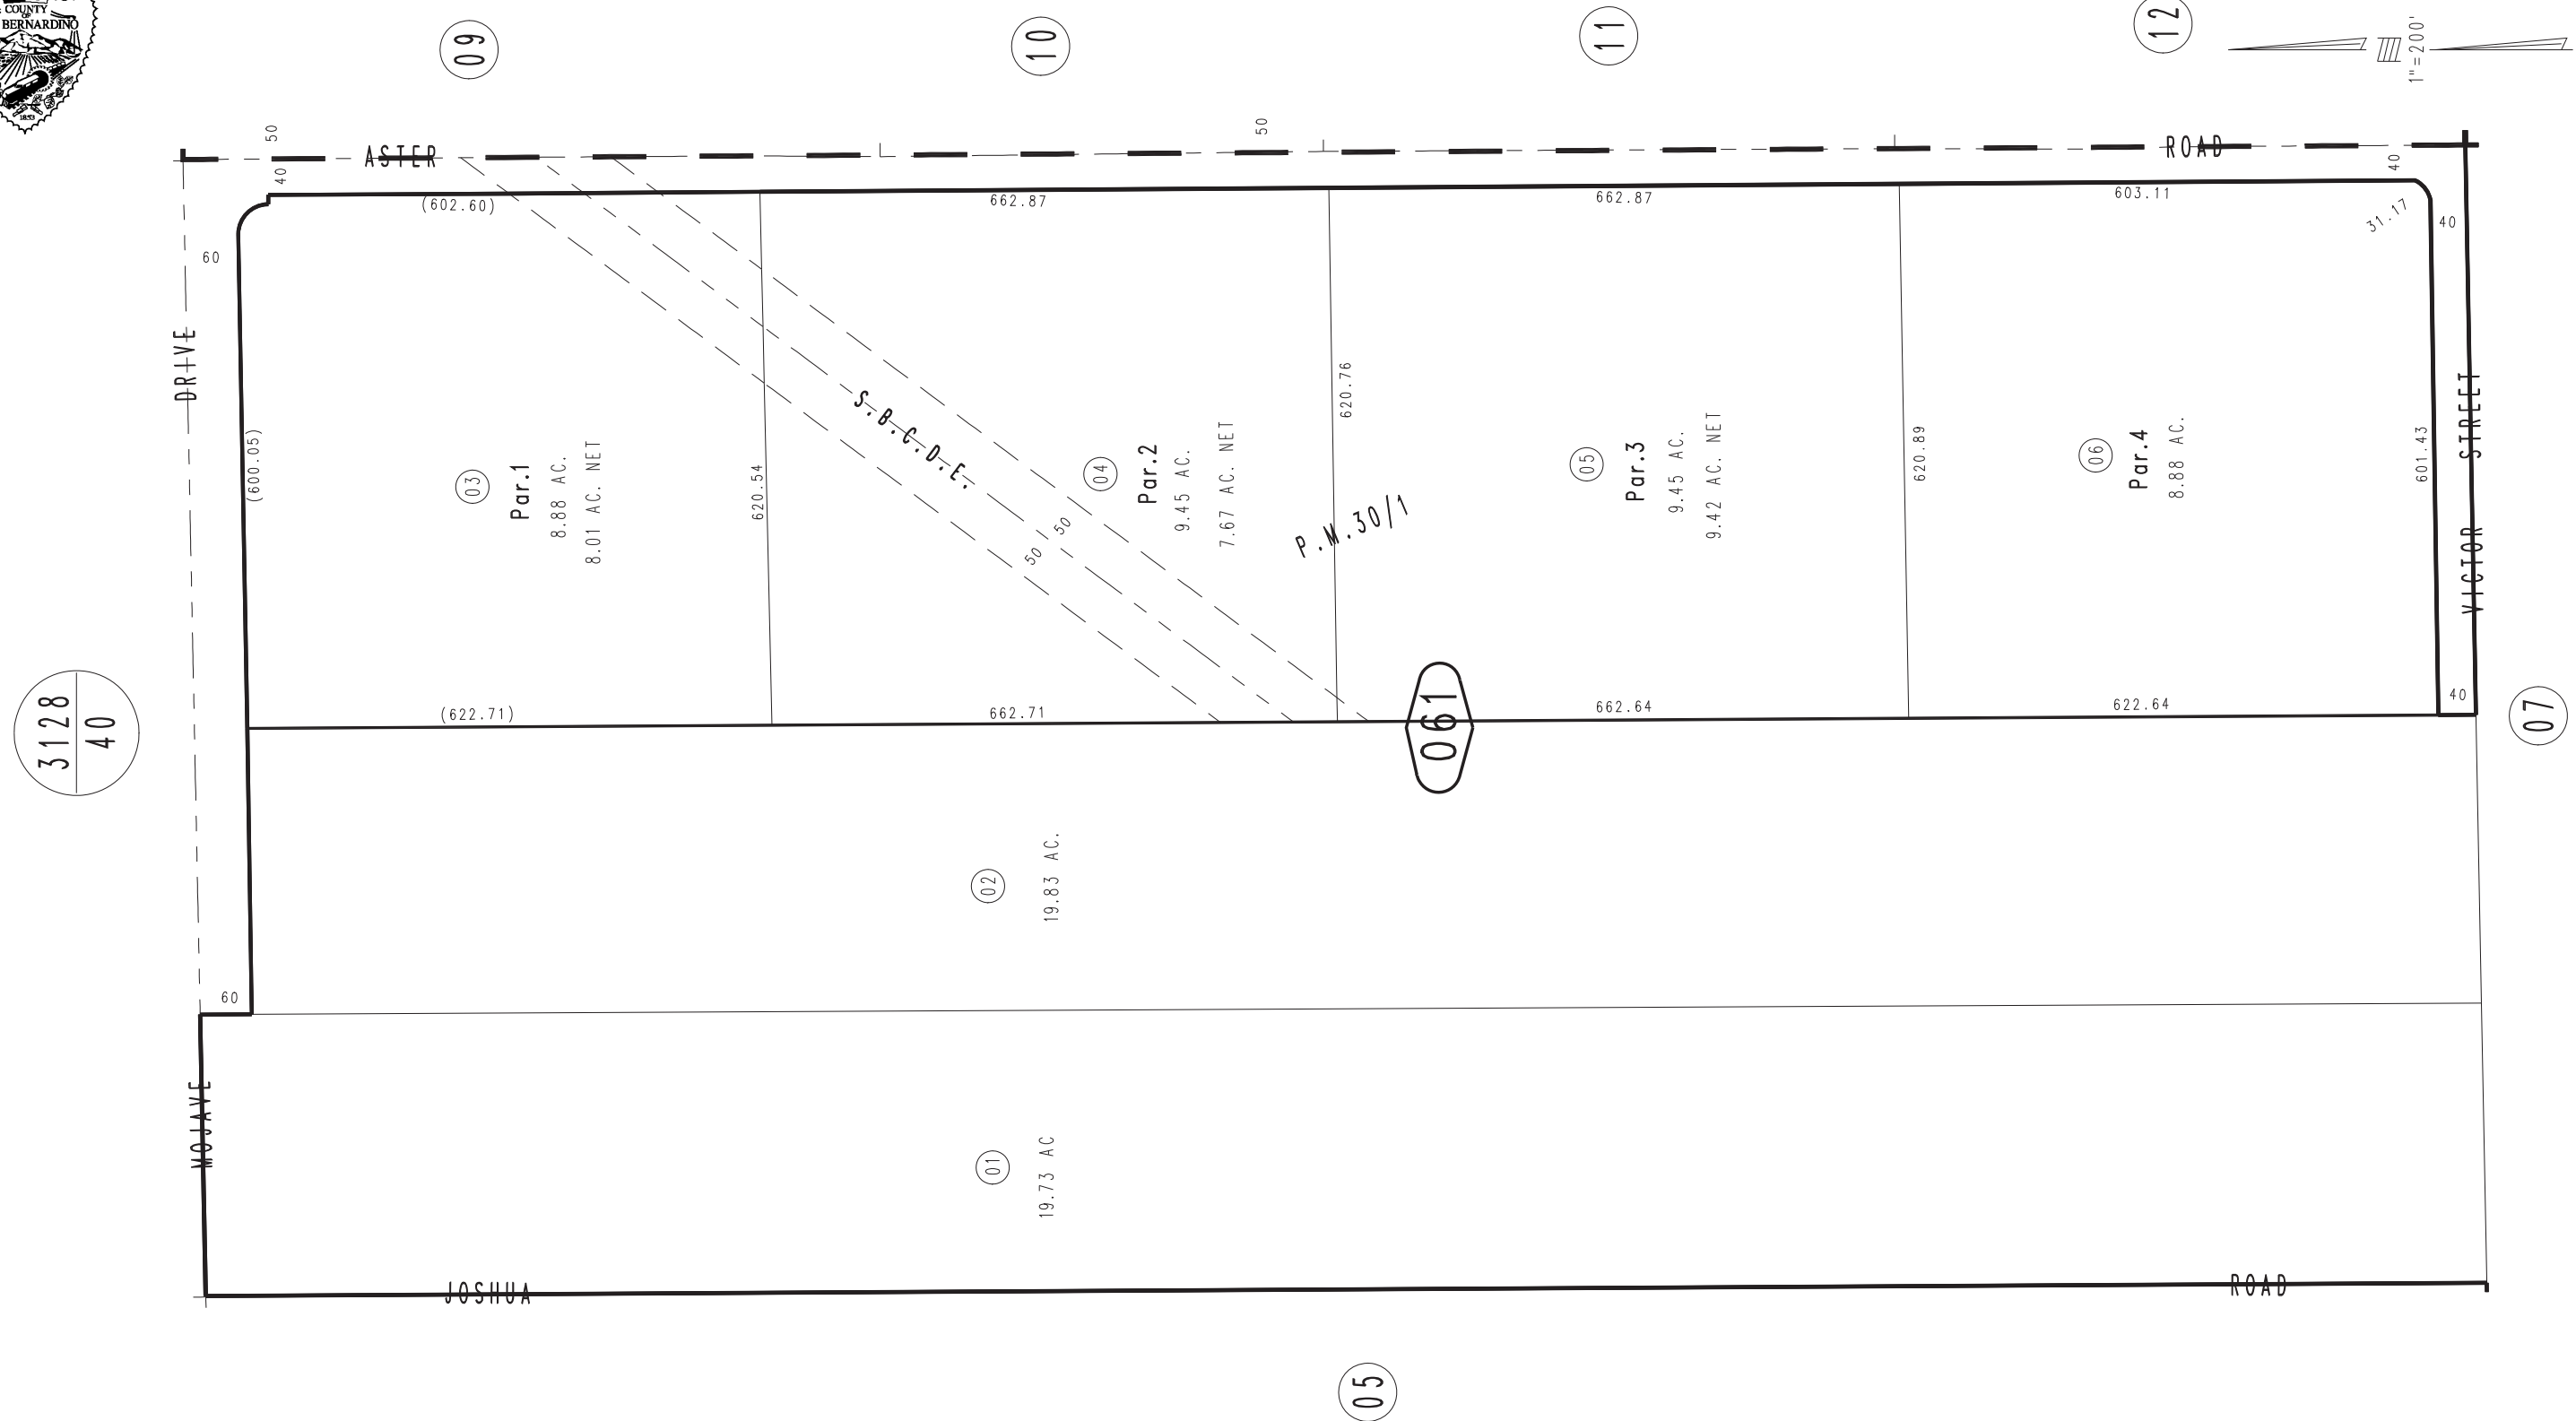 COUNTY
OF
BERNARDINO
1853
09
10
11
12
1"=200'
50
50
ASTER
ROAD
40
40
(602.60)
662.87
662.87
603.11
31.17
40
60
DRIVE
(600.05)
03
Par.1
8.88 AC.
8.01 AC. NET
620.54
S.B.C.D.E.
50
50
04
Par.2
9.45 AC.
7.67 AC. NET
620.76
P.M.30/1
05
Par.3
9.45 AC.
9.42 AC. NET
620.89
06
Par.4
8.88 AC.
601.43
VICTOR STREET
40
(622.71)
662.71
662.64
622.64
061
3128
40
07
02
19.83 AC.
60
MOJAVE
01
19.73 AC
JOSHUA
ROAD
05